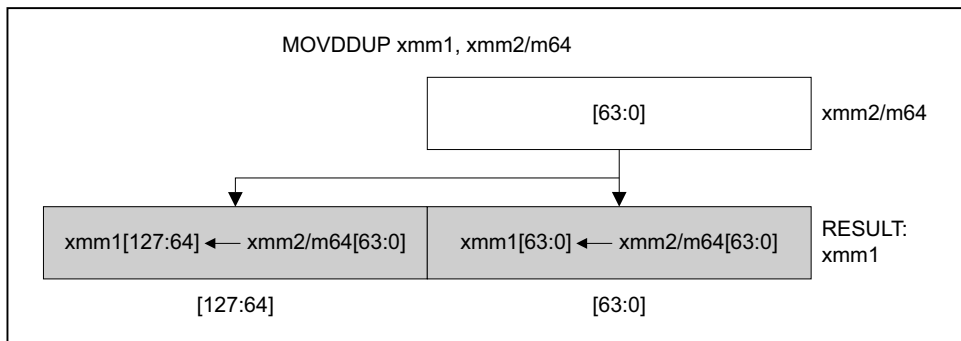 MOVDDUP xmm1, xmm2/m64
[63:0]
xmm2/m64
xmm1[127:64] ← xmm2/m64[63:0]
xmm1[63:0] ← xmm2/m64[63:0]
RESULT:
xmm1
[127:64]
[63:0]